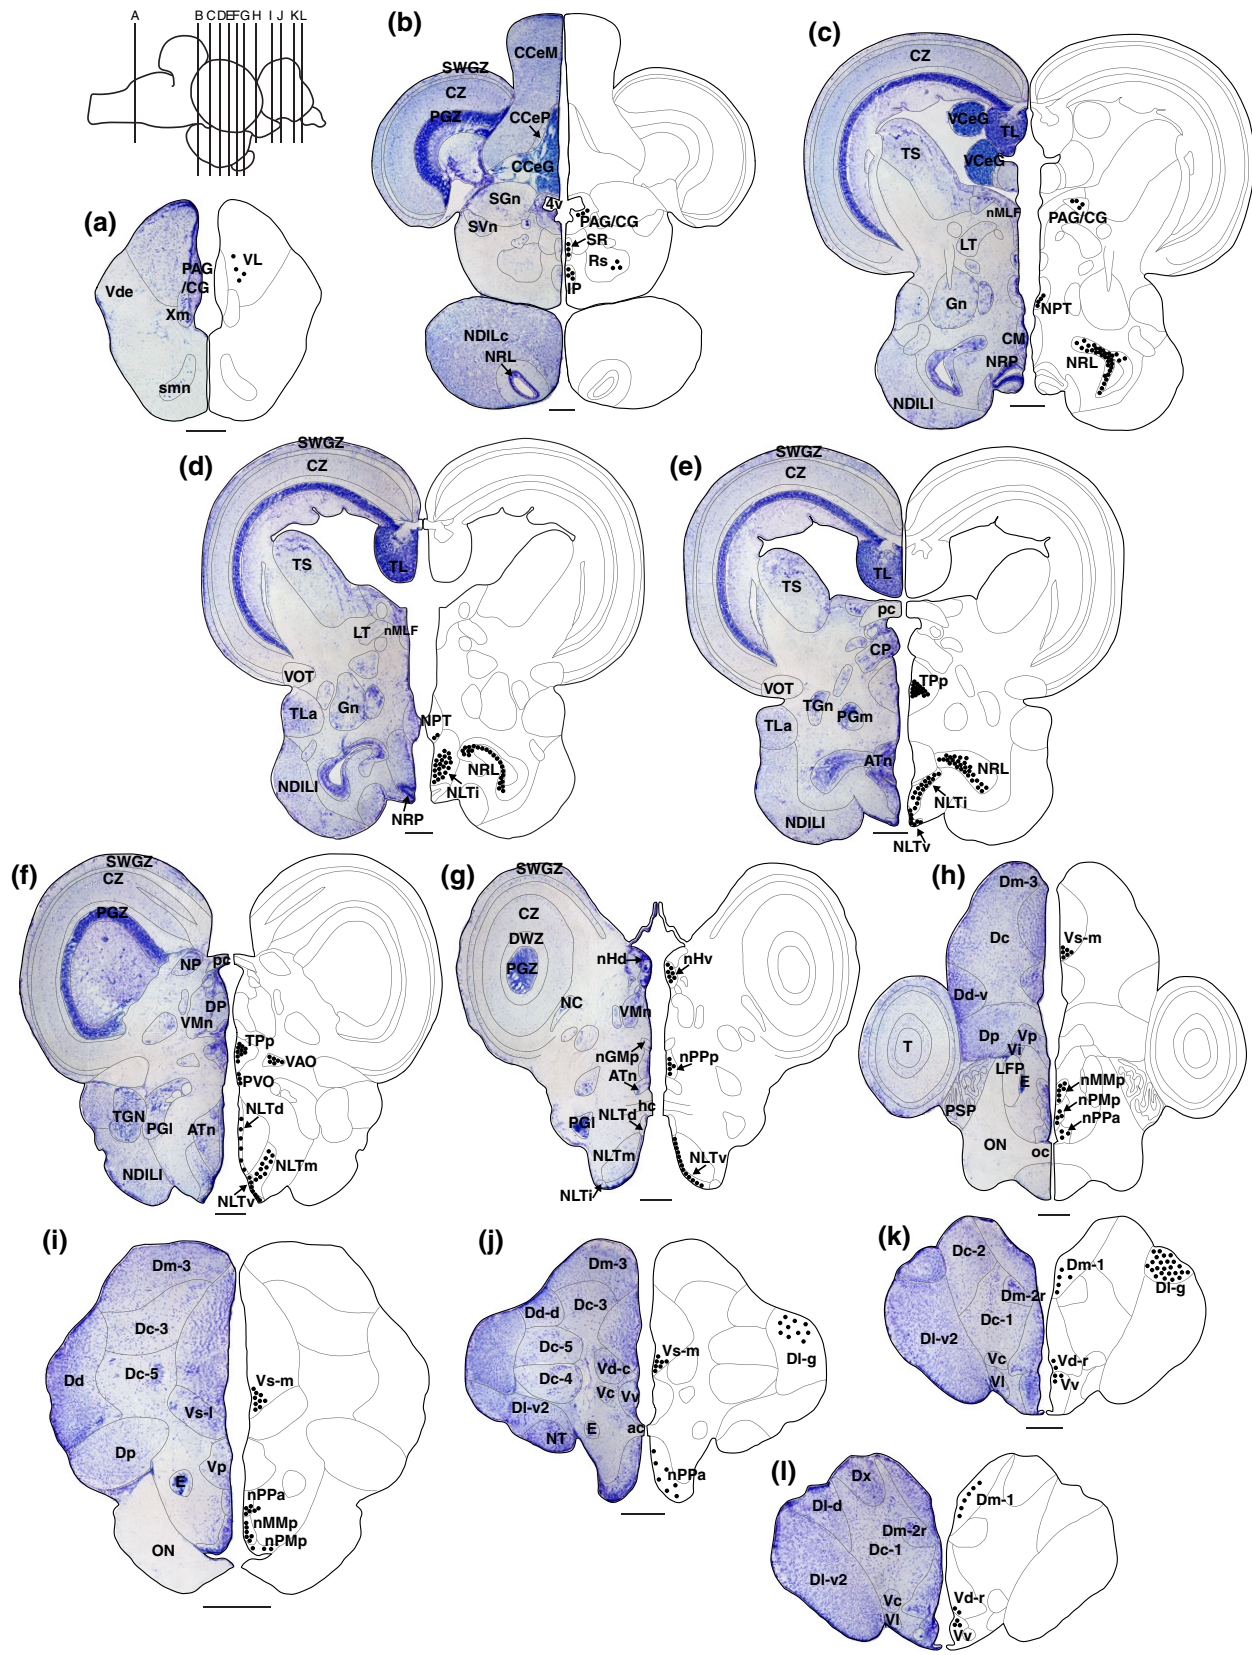 A B C D E F G H I J K L
(a)
PAG
/CG
VL
Vde
Xm
smn
(b)
CCeM
SWGZ
CZ
PGZ
CCeP
CCeG
SGn
4v
SVn
PAG/CG
SR
Rs
IP
NDILc
NRL
(c)
CZ
VCeG
TL
TS
VCeG
nMLF
PAG/CG
LT
Gn
NPT
CM
NRP
NRL
NDILI
(d)
SWGZ
CZ
TS
TL
LT
nMLF
VOT
TLa
Gn
NPT
NDILI
NRL
NLTi
NRP
(e)
SWGZ
CZ
TS
TL
pc
CP
VOT
TPp
TGn
PGm
TLa
ATn
NRL
NLTi
NDILI
NLTv
(f)
SWGZ
CZ
PGZ
NP
pc
DP
VMn
TPp
VAO
PVO
TGN
PGI
ATn
NLTd
NLTm
NDILI
NLTv
(g)
SWGZ
CZ
DWZ
PGZ
nHd
nHv
NC
VMn
nGMp
nPPp
ATn
hc
NLTd
PGI
NLTm
NLTv
NLTi
(h)
Dm-3
Dc
Vs-m
Dd-v
T
Dp
Vp
Vi
LFP
E
nMMp
nPMp
PSP
nPPa
ON
oc
(i)
Dm-3
Dc-3
Dc-5
Dd
Vs-m
Vs-l
Dp
Vp
E
nPPa
nMMp
nPMp
ON
(j)
Dm-3
Dd-d
Dc-3
Dc-5
Vs-m
Dl-g
Dc-4
Vd-c
Vc
Vv
Dl-v2
NT
E
ac
nPPa
(k)
Dc-2
Dm-1
Dl-g
Dm-2r
Dc-1
Dl-v2
Vc
Vd-r
Vl
Vv
(l)
Dx
Dl-d
Dm-1
Dm-2r
Dc-1
Dl-v2
Vc
Vd-r
Vl
Vv